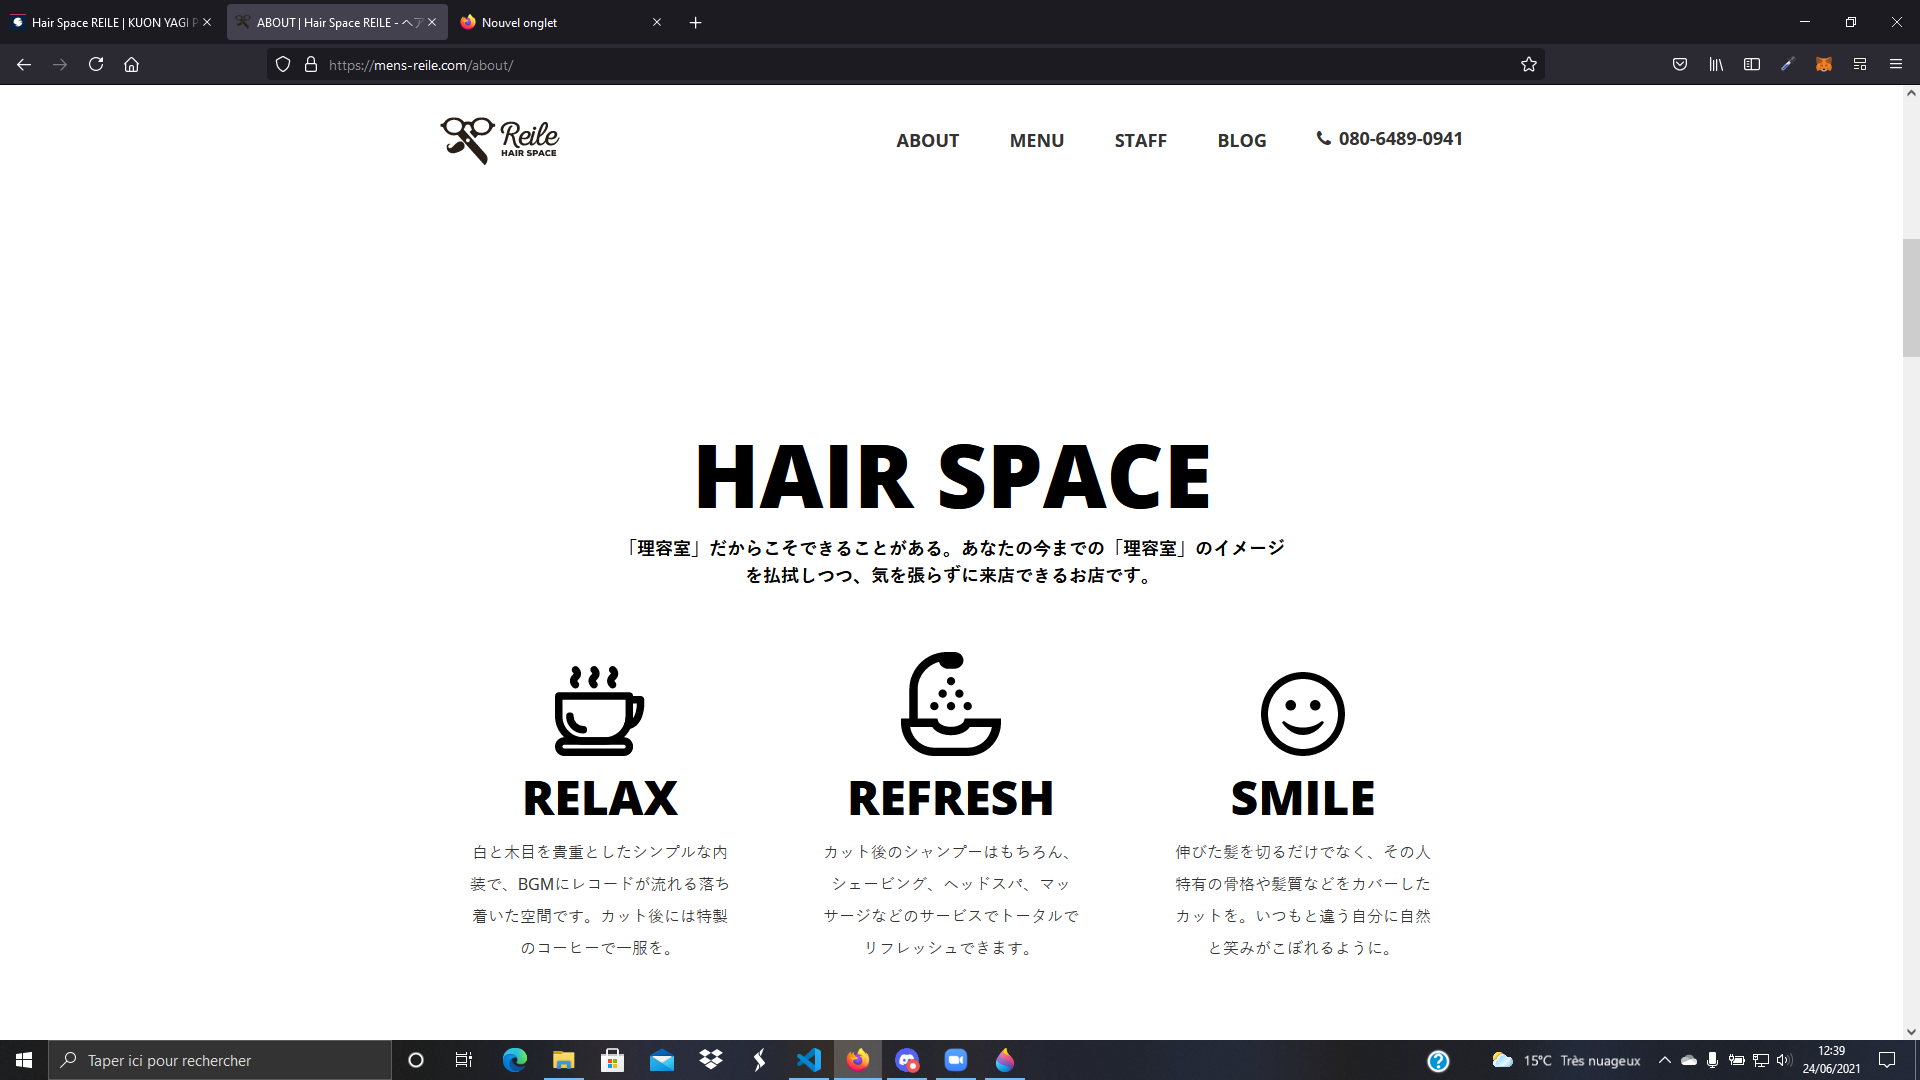 Hair Space REILE | KUON YAGI P
ABOUT | Hair Space REILE - ヘア
Nouvel onglet
https://mens-reile.com/about/
Reile
HAIR SPACE
ABOUT
MENU
STAFF
BLOG
080-6489-0941
HAIR SPACE
「理容室」だからこそできることがある。あなたの今までの「理容室」のイメージ
を払拭しつつ、気を張らずに来店できるお店です。
RELAX
白と木目を貴重としたシンプルな内
装で、BGMにレコードが流れる落ち
着いた空間です。カット後には特製
のコーヒーで一服を。
REFRESH
カット後のシャンプーはもちろん、
シェービング、ヘッドスパ、マッ
サージなどのサービスでトータルで
リフレッシュできます。
SMILE
伸びた髪を切るだけでなく、その人
特有の骨格や髪質などをカバーした
カットを。いつもと違う自分に自然
と笑みがこぼれるように。
Taper ici pour rechercher
15°C Très nuageux
12:39
24/06/2021